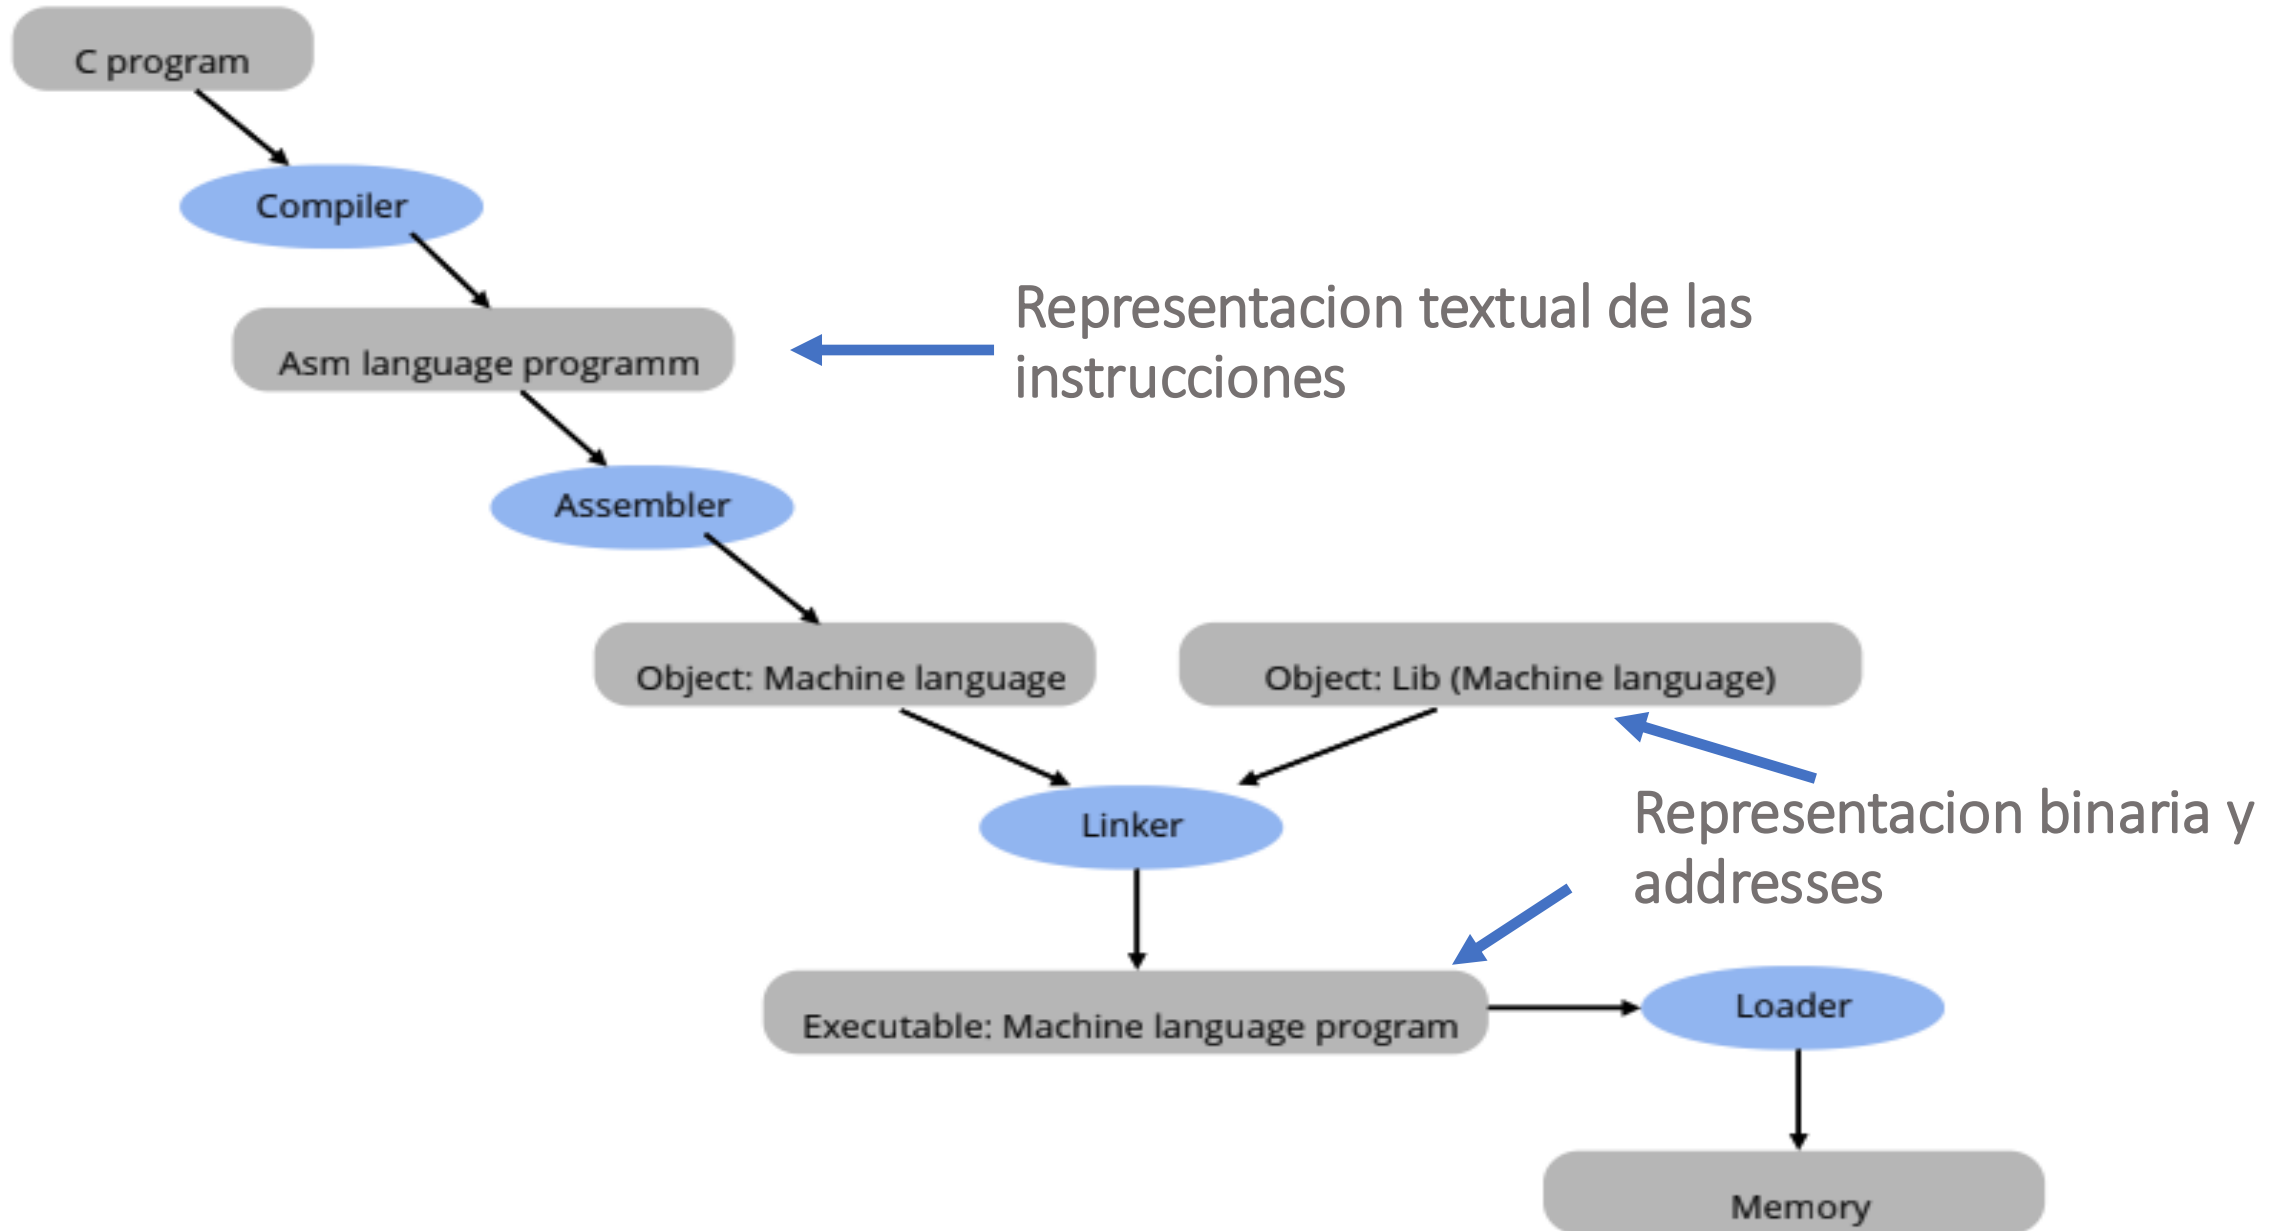 C program
Compiler
Representacion textual de las
instrucciones
Asm language programm
Assembler
Object: Machine language
Object: Lib (Machine language)
Linker
Representacion binaria y
addresses
Executable: Machine language program
Loader
Memory